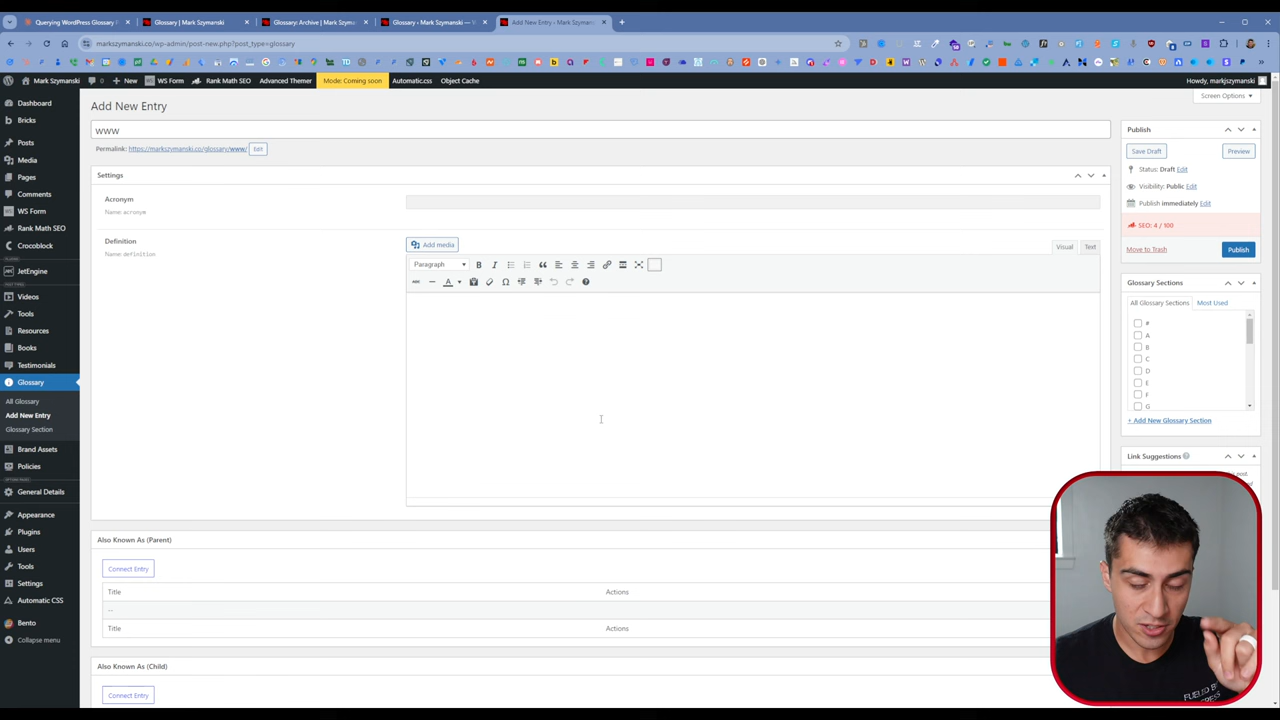 Querying WordPress Glossary F
Glossary | Mark Szymanski
Glossary: Archive | Mark Szyman
Glossary ‹ Mark Szymanski — W
Add New Entry ‹ Mark Szymansk
markszymanski.co/wp-admin/post-new.php?post_type=glossary
Mark Szymanski
0
New
WS Form
Rank Math SEO
Advanced Themer
Mode: Coming soon
Automatic.css
Object Cache
Howdy, markjszymanski
Dashboard
Bricks
Posts
Media
Pages
Comments
WS Form
Rank Math SEO
Crocoblock
JetEngine
Videos
Tools
Resources
Books
Testimonials
Glossary
All Glossary
Add New Entry
Glossary Section
Brand Assets
Policies
General Details
Appearance
Plugins
Users
Tools
Settings
Automatic CSS
Bento
Collapse menu
Add New Entry
Screen Options
www
Permalink: https://markszymanski.co/glossary/www/ Edit
Settings
Acronym
Name: acronym
Definition
Name: definition
Add media
Visual
Text
Paragraph
Also Known As (Parent)
Connect Entry
Title
Actions
--
Title
Actions
Also Known As (Child)
Connect Entry
Publish
Save Draft
Preview
Status: Draft Edit
Visibility: Public Edit
Publish immediately Edit
SEO: 4 / 100
Move to Trash
Publish
Glossary Sections
All Glossary Sections
Most Used
#
A
B
C
D
E
F
G
+ Add New Glossary Section
Link Suggestions
FUELED BY